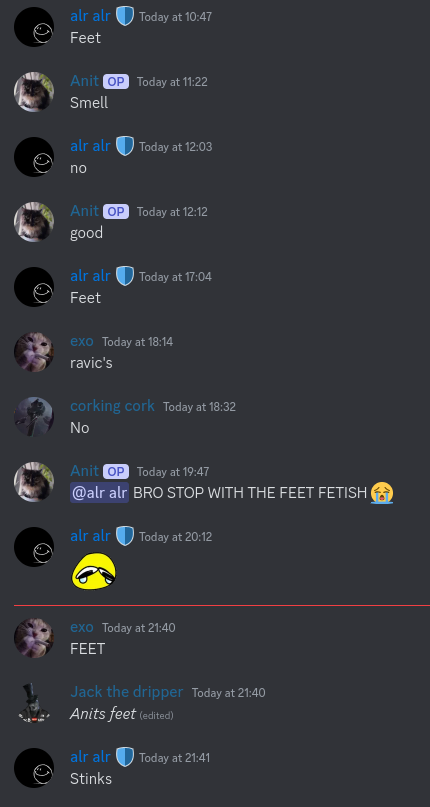 alr alr Today at 10:47
Feet
Anit OP Today at 11:22
Smell
alr alr Today at 12:03
no
Anit OP Today at 12:12
good
alr alr Today at 17:04
Feet
exo Today at 18:14
ravic's
corking cork Today at 18:32
No
Anit OP Today at 19:47
@alr alr BRO STOP WITH THE FEET FETISH 😭
alr alr Today at 20:12
exo Today at 21:40
FEET
Jack the dripper Today at 21:40
Anits feet (edited)
alr alr Today at 21:41
Stinks